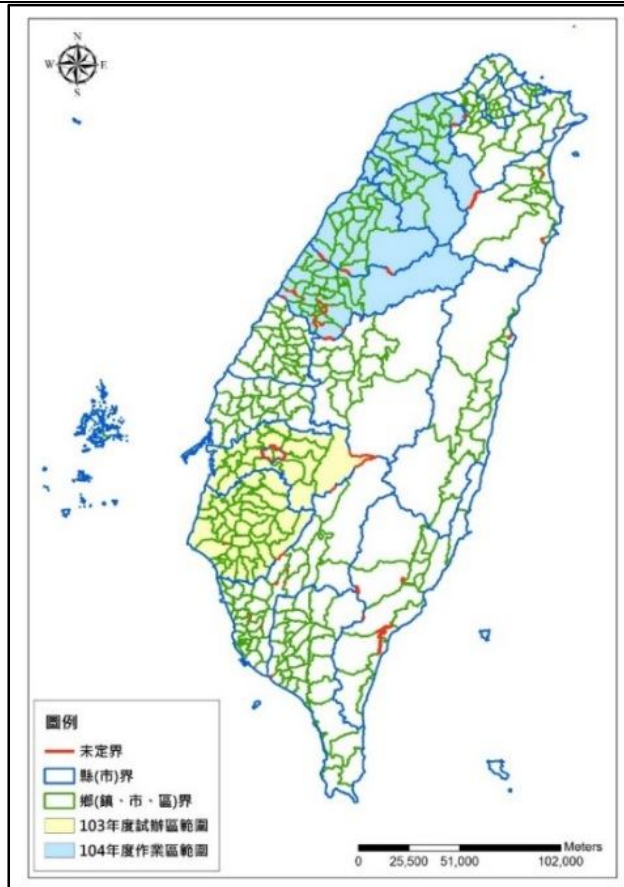 N
W E
S
圖例
未定界
縣(市)界
鄉(鎮、市、區)界
103年度試辦區範圍
104年度作業區範圍
Meters
0 25,500 51,000 102,000